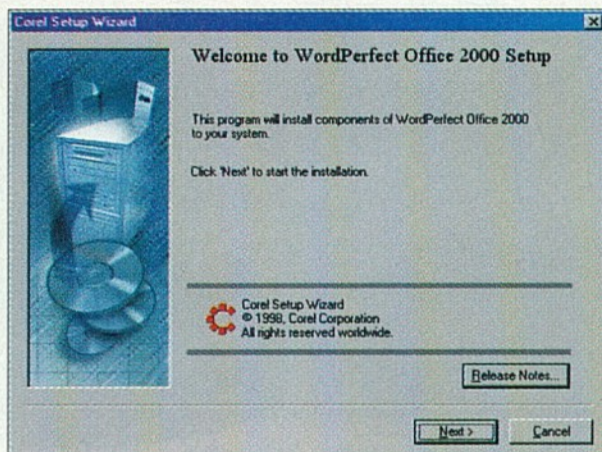 Corel Setup Wizard
Welcome to WordPerfect Office 2000 Setup
This program will install components of WordPerfect Office 2000
to your system.
Click 'Next' to start the installation.
Corel Setup Wizard
© 1998, Corel Corporation
All rights reserved worldwide.
Release Notes...
Next >
Cancel